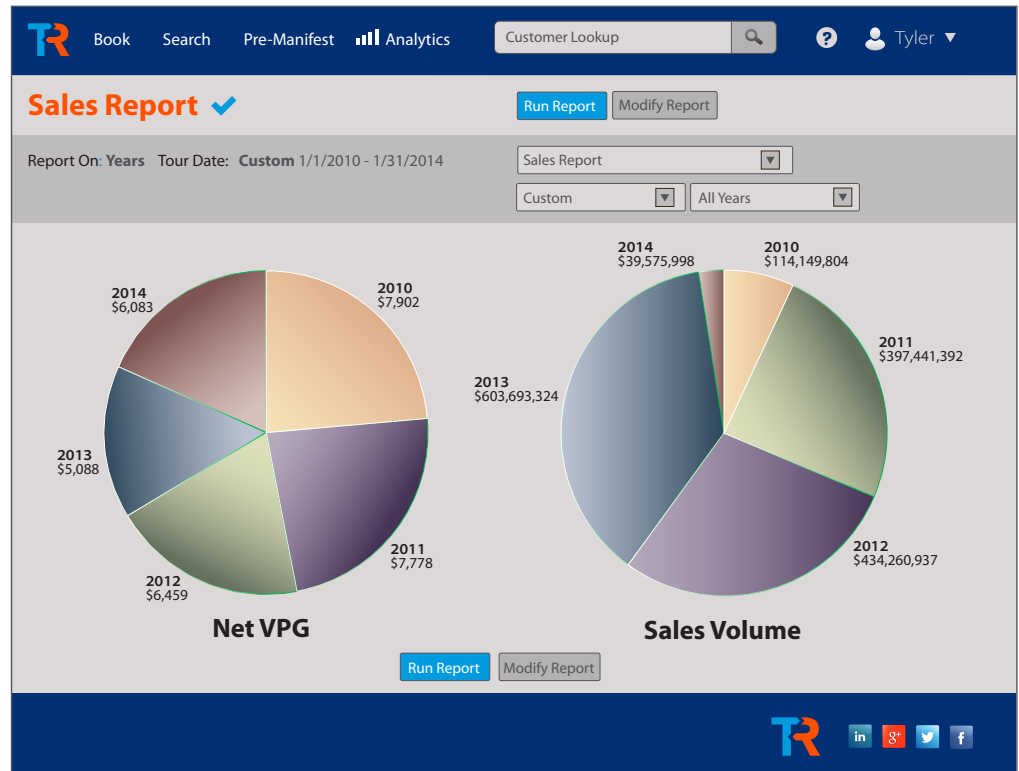 TR Book Search Pre-Manifest Analytics Customer Lookup ? Tyler
Sales Report
Run Report Modify Report
Report On: Years Tour Date: Custom 1/1/2010 - 1/31/2014
Sales Report
Custom
All Years
2014
$6,083
2010
$7,902
2013
$5,088
2011
$7,778
2012
$6,459
Net VPG
2014
$39,575,998
2010
$114,149,804
2011
$397,441,392
2013
$603,693,324
2012
$434,260,937
Sales Volume
Run Report Modify Report
TR in g+ f